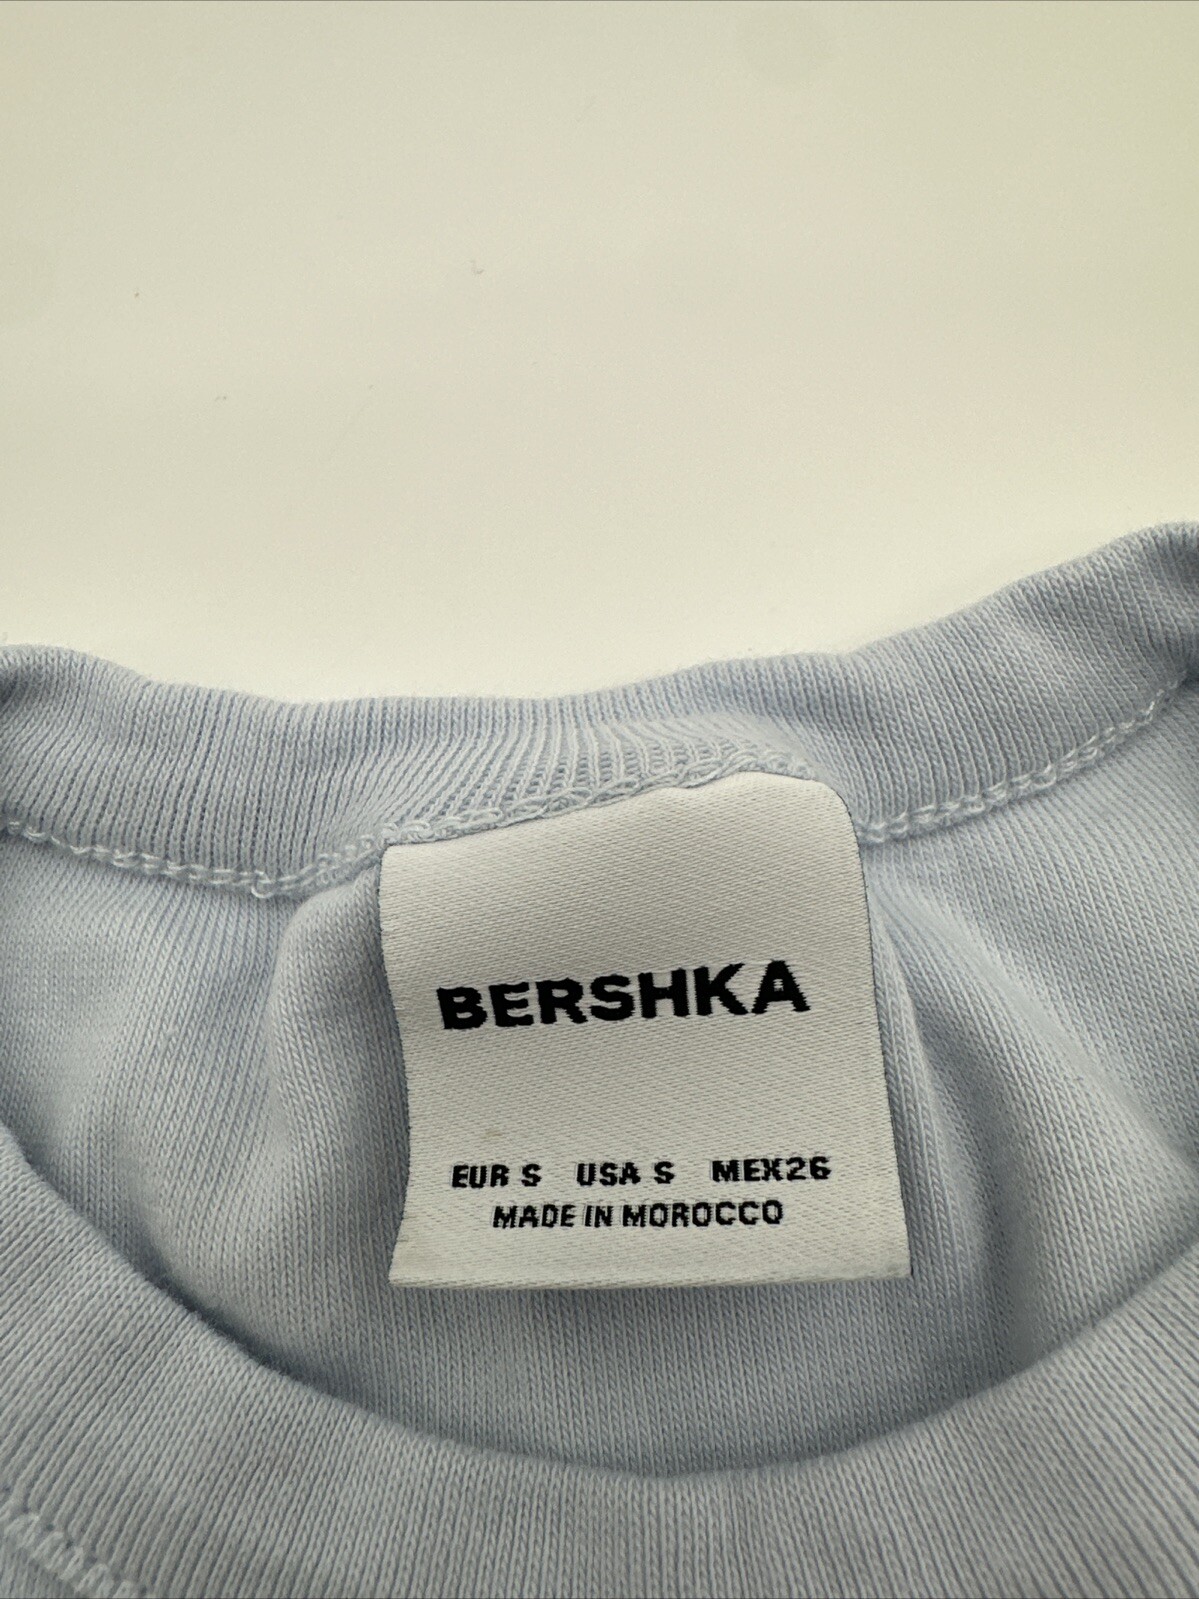 BERSHKA
EUR S USA S MEX26
MADE IN MOROCCO